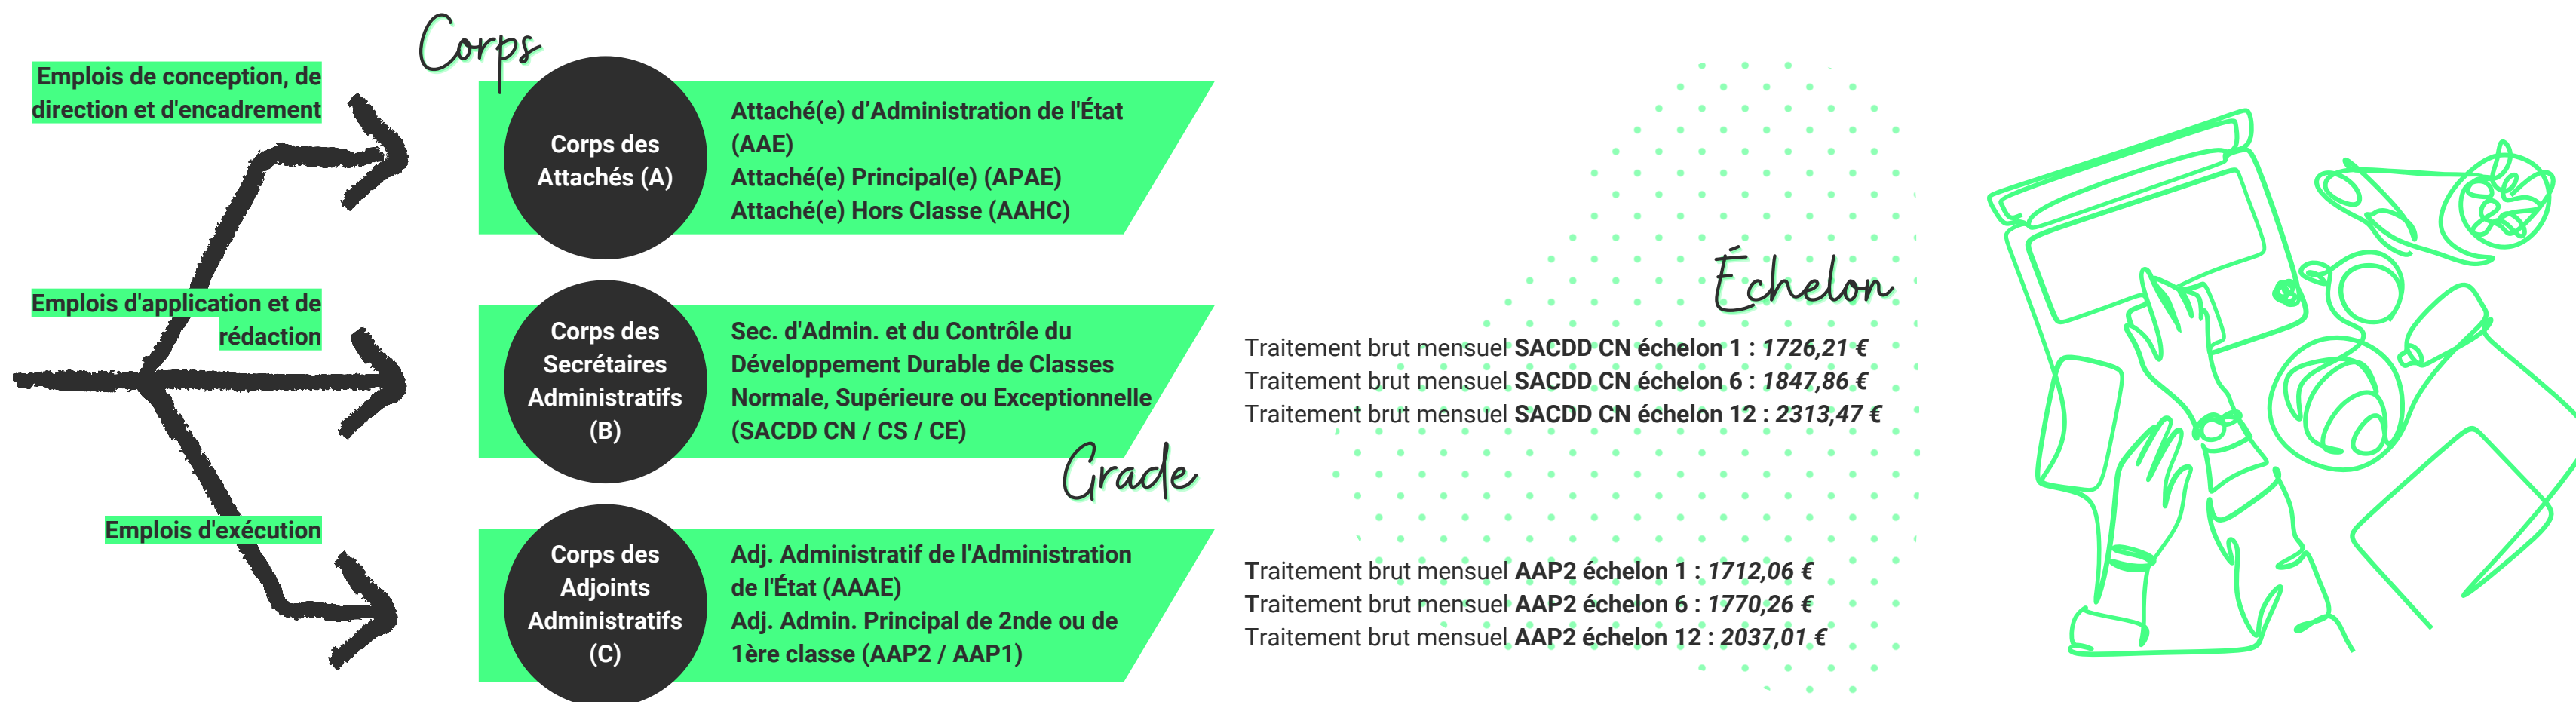 Corps
Emplois de conception, de
direction et d'encadrement
Corps des
Attachés (A)
Attaché(e) d’Administration de l'État
(AAE)
Attaché(e) Principal(e) (APAE)
Attaché(e) Hors Classe (AAHC)
Échelon
Emplois d'application et de
rédaction
Corps des
Secrétaires
Administratifs
(B)
Sec. d'Admin. et du Contrôle du
Développement Durable de Classes
Normale, Supérieure ou Exceptionnelle
(SACDD CN / CS / CE)
Grade
Traitement brut mensuel SACDD CN échelon 1 : 1726,21 €
Traitement brut mensuel SACDD CN échelon 6 : 1847,86 €
Traitement brut mensuel SACDD CN échelon 12 : 2313,47 €
Emplois d'exécution
Corps des
Adjoints
Administratifs
(C)
Adj. Administratif de l'Administration
de l'État (AAAE)
Adj. Admin. Principal de 2nde ou de
1ère classe (AAP2 / AAP1)
Traitement brut mensuel AAP2 échelon 1 : 1712,06 €
Traitement brut mensuel AAP2 échelon 6 : 1770,26 €
Traitement brut mensuel AAP2 échelon 12 : 2037,01 €